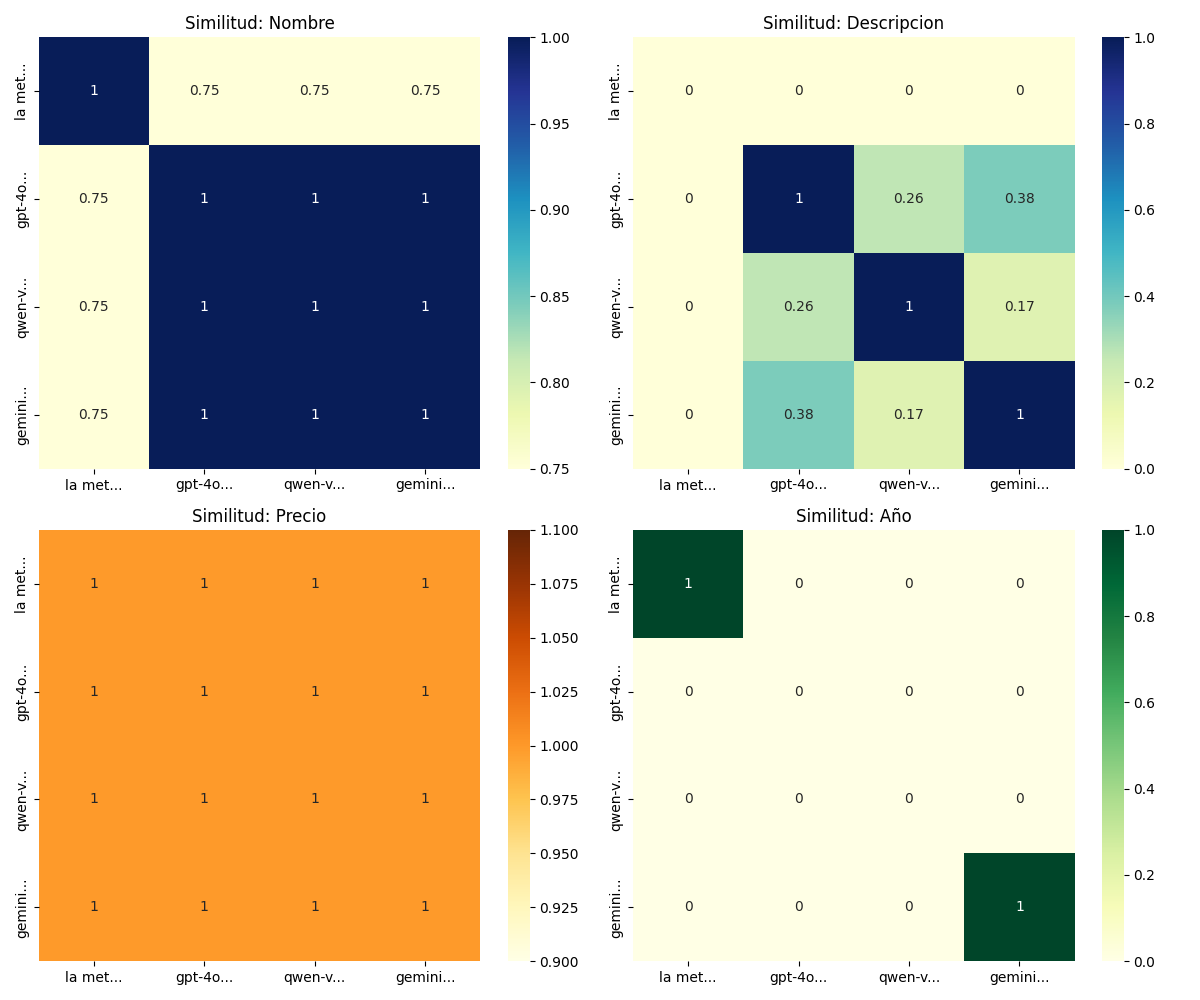 Similitud: Nombre
la met...
gpt-4o...
qwen-v...
gemini...
1 0.75 0.75 0.75
0.75 1 1 1
0.75 1 1 1
0.75 1 1 1
la met... gpt-4o... qwen-v... gemini...
1.00
0.95
0.90
0.85
0.80
0.75
Similitud: Descripcion
la met...
gpt-4o...
qwen-v...
gemini...
0 0 0 0
0 1 0.26 0.38
0 0.26 1 0.17
0 0.38 0.17 1
la met... gpt-4o... qwen-v... gemini...
1.0
0.8
0.6
0.4
0.2
0.0
Similitud: Precio
la met...
gpt-4o...
qwen-v...
gemini...
1 1 1 1
1 1 1 1
1 1 1 1
1 1 1 1
la met... gpt-4o... qwen-v... gemini...
1.100
1.075
1.050
1.025
1.000
0.975
0.950
0.925
0.900
Similitud: Año
la met...
gpt-4o...
qwen-v...
gemini...
1 0 0 0
0 0 0 0
0 0 0 0
0 0 0 1
la met... gpt-4o... qwen-v... gemini...
1.0
0.8
0.6
0.4
0.2
0.0